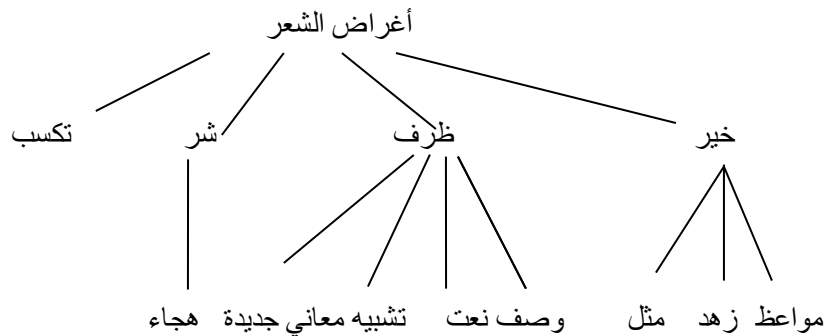 أغراض الشعر
خير ظرف شر تكسب
مواعظ زهد مثل وصف نعت تشبيه معاني جديدة هجاء